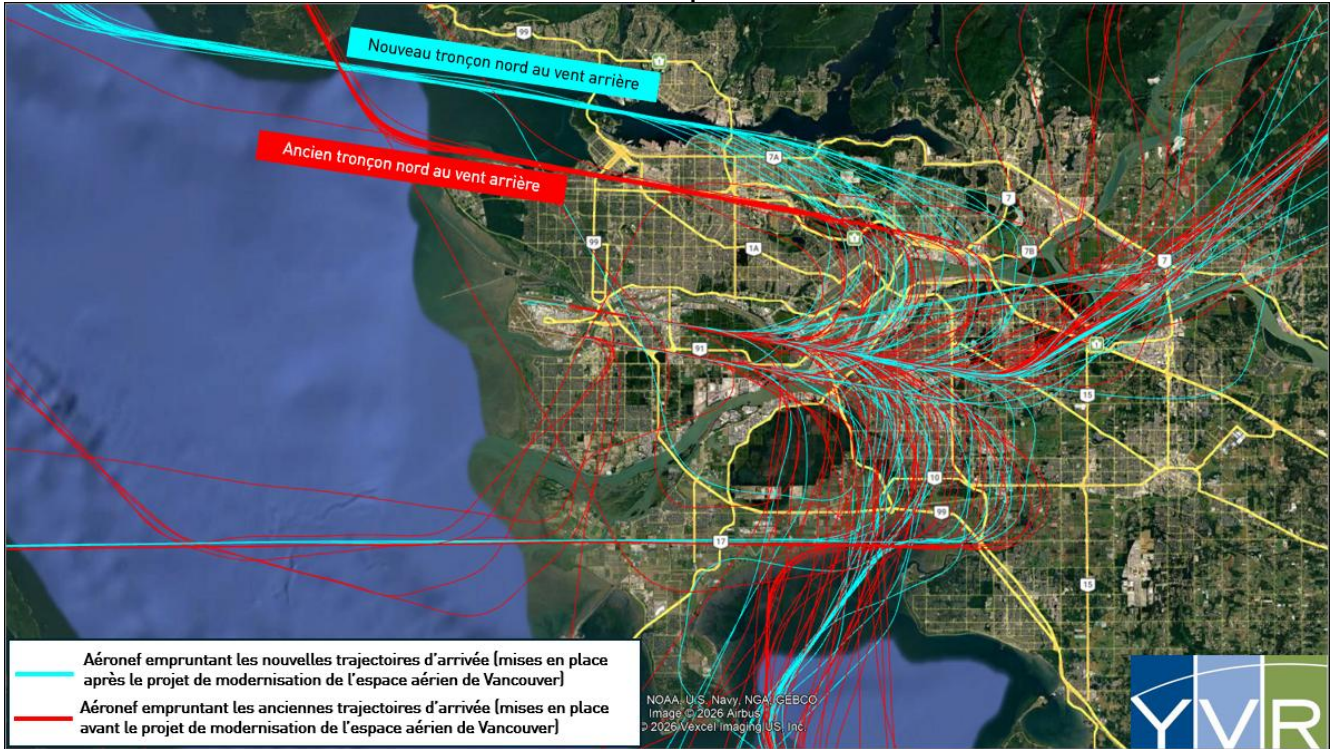 99
1
Nouveau tronçon nord au vent arrière
Ancien tronçon nord au vent arrière
7A
7
99
1A
1
7B
7
91
1
15
10
99
17
15
Aéronef empruntant les nouvelles trajectoires d'arrivée (mises en place
après le projet de modernisation de l'espace aérien de Vancouver)
Aéronef empruntant les anciennes trajectoires d'arrivée (mises en place
avant le projet de modernisation de l'espace aérien de Vancouver)
NOAA, U.S. Navy, NGA, GEBCO
Image © 2026 Airbus
© 2026 Vexcel Imaging US, Inc.
YVR